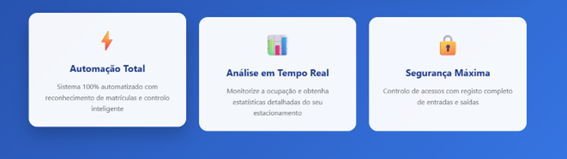 Automação Total
Sistema 100% automatizado com
reconhecimento de matrículas e controlo
inteligente
Análise em Tempo Real
Monitorize a ocupação e obtenha
estatísticas detalhadas do seu
estacionamento
Segurança Máxima
Controlo de acessos com registo completo
de entradas e saídas